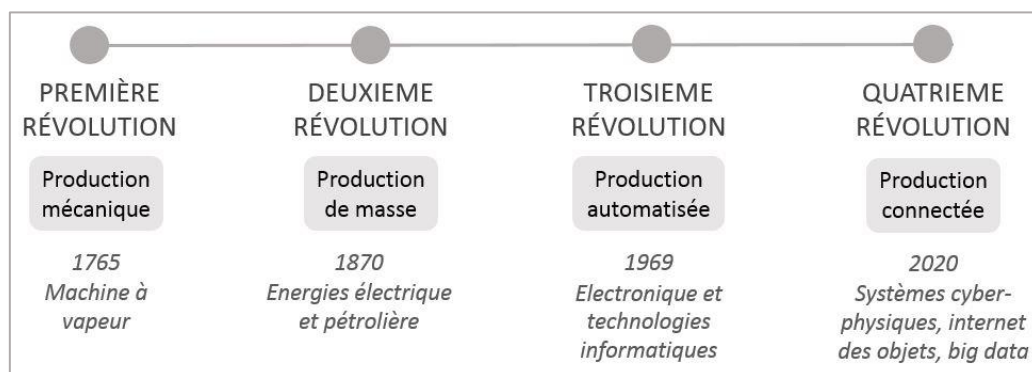 PREMIÈRE
RÉVOLUTION
Production
mécanique
1765
Machine à
vapeur
DEUXIEME
RÉVOLUTION
Production
de masse
1870
Energies électrique
et pétrolière
TROISIEME
RÉVOLUTION
Production
automatisée
1969
Electronique et
technologies
informatiques
QUATRIEME
RÉVOLUTION
Production
connectée
2020
Systèmes cyber-
physiques, internet
des objets, big data